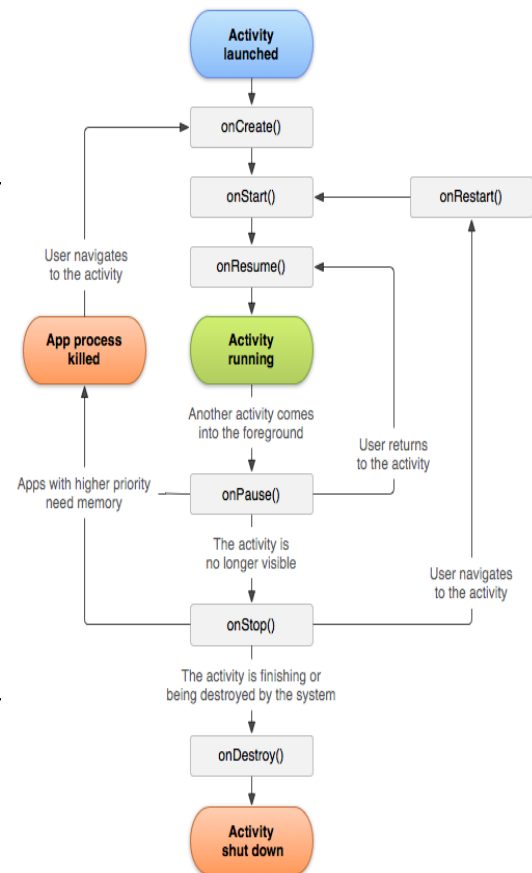 Activity
launched
onCreate()
onStart()
onRestart()
User navigates
to the activity
onResume()
App process
killed
Activity
running
Another activity comes
into the foreground
User returns
to the activity
Apps with higher priority
need memory
onPause()
The activity is
no longer visible
User navigates
to the activity
onStop()
The activity is finishing or
being destroyed by the system
onDestroy()
Activity
shut down